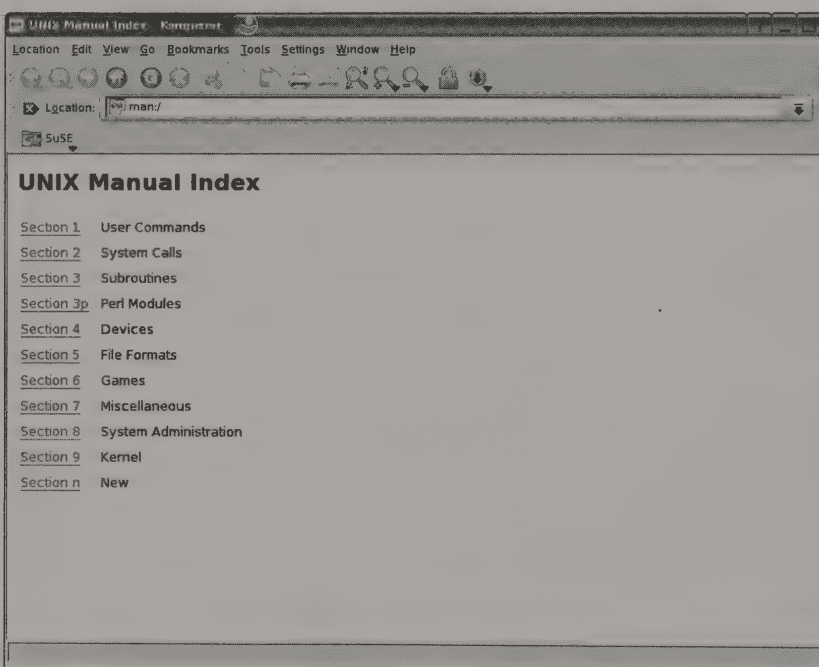 UNIX Manual Index - Konqueror
Location Edit View Go Bookmarks Tools Settings Window Help
Location: man:/
SuSE
UNIX Manual Index
Section 1 User Commands
Section 2 System Calls
Section 3 Subroutines
Section 3p Perl Modules
Section 4 Devices
Section 5 File Formats
Section 6 Games
Section 7 Miscellaneous
Section 8 System Administration
Section 9 Kernel
Section n New